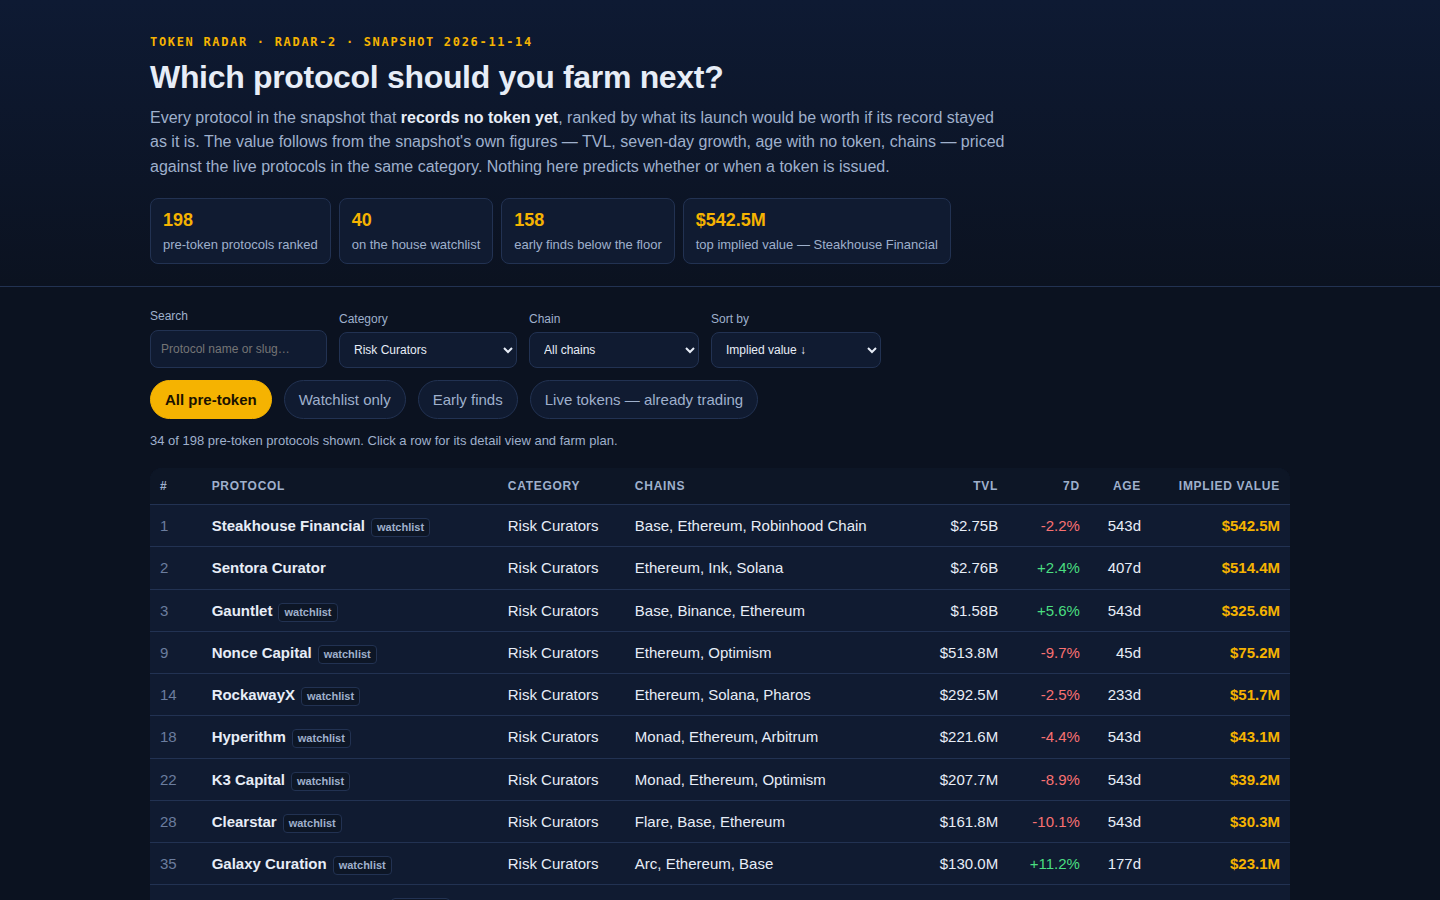 TOKEN RADAR · RADAR-2 · SNAPSHOT 2026-11-14
Which protocol should you farm next?
Every protocol in the snapshot that records no token yet, ranked by what its launch would be worth if its record stayed
as it is. The value follows from the snapshot's own figures — TVL, seven-day growth, age with no token, chains — priced
against the live protocols in the same category. Nothing here predicts whether or when a token is issued.
198 40 158 $542.5M
pre-token protocols ranked on the house watchlist early finds below the floor top implied value — Steakhouse Financial
Search Category Chain Sort by
Protocol name or slug… Risk Curators All chains Implied value ↓
All pre-token Watchlist only Early finds Live tokens — already trading
34 of 198 pre-token protocols shown. Click a row for its detail view and farm plan.
# PROTOCOL CATEGORY CHAINS TVL 7D AGE IMPLIED VALUE
1 Steakhouse Financial watchlist Risk Curators Base, Ethereum, Robinhood Chain $2.75B -2.2% 543d $542.5M
2 Sentora Curator Risk Curators Ethereum, Ink, Solana $2.76B +2.4% 407d $514.4M
3 Gauntlet watchlist Risk Curators Base, Binance, Ethereum $1.58B +5.6% 543d $325.6M
9 Nonce Capital watchlist Risk Curators Ethereum, Optimism $513.8M -9.7% 45d $75.2M
14 RockawayX watchlist Risk Curators Ethereum, Solana, Pharos $292.5M -2.5% 233d $51.7M
18 Hyperithm watchlist Risk Curators Monad, Ethereum, Arbitrum $221.6M -4.4% 543d $43.1M
22 K3 Capital watchlist Risk Curators Monad, Ethereum, Optimism $207.7M -8.9% 543d $39.2M
28 Clearstar watchlist Risk Curators Flare, Base, Ethereum $161.8M -10.1% 543d $30.3M
35 Galaxy Curation watchlist Risk Curators Arc, Ethereum, Base $130.0M +11.2% 177d $23.1M